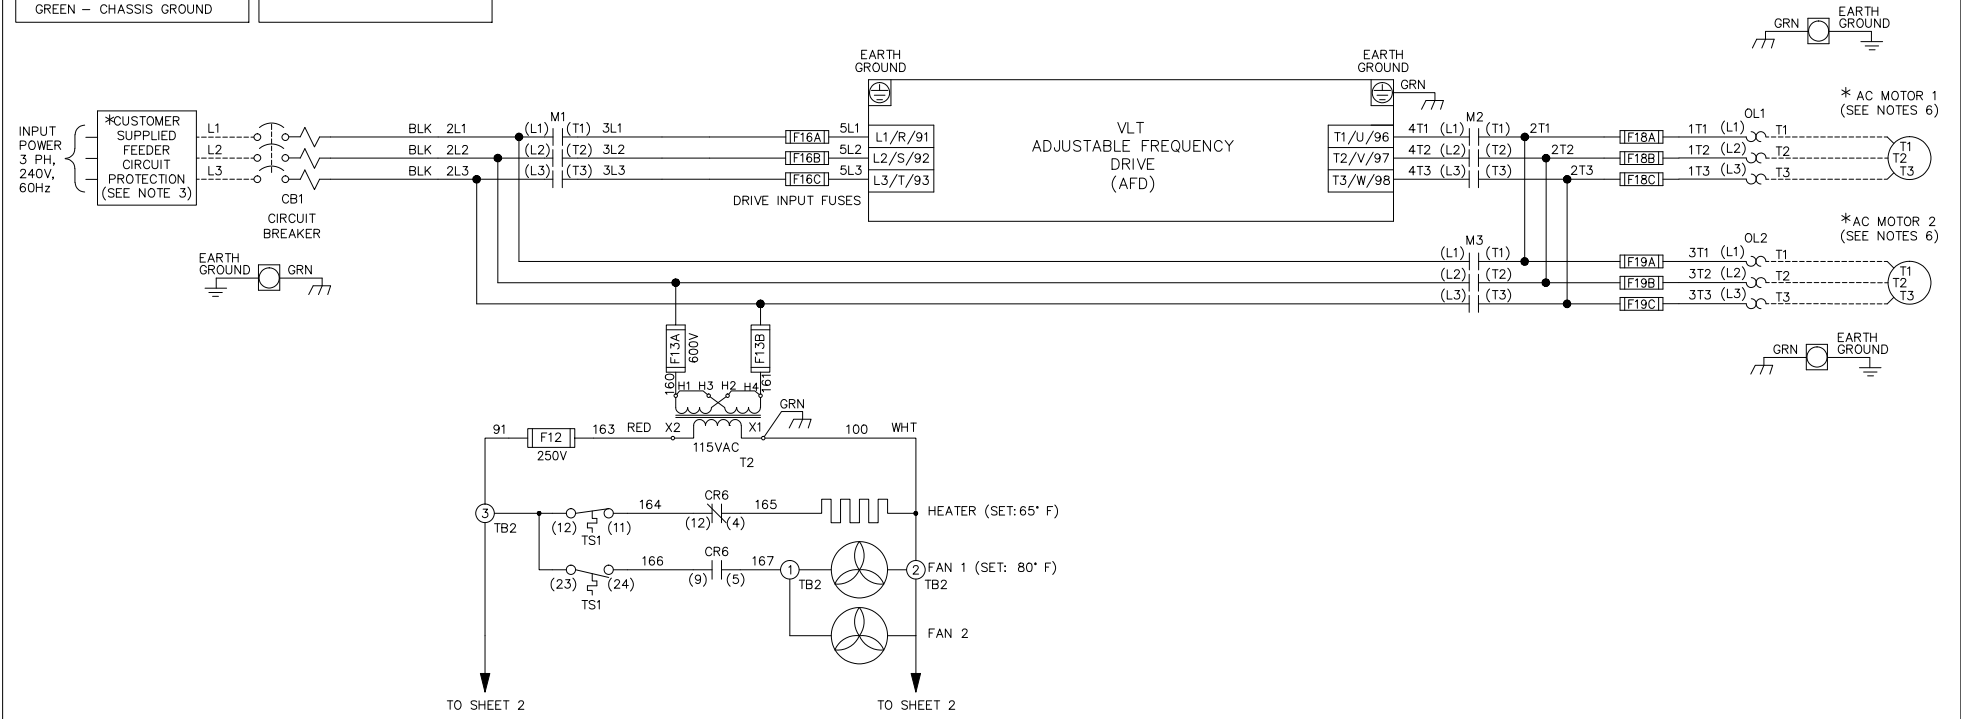 GREEN – CHASSIS GROUND
GRN
EARTH
GROUND
INPUT
POWER
3 PH,
240V,
60Hz
*CUSTOMER
SUPPLIED
FEEDER
CIRCUIT
PROTECTION
(SEE NOTE 3)
L1
L2
L3
CB1
CIRCUIT
BREAKER
BLK 2L1
BLK 2L2
BLK 2L3
M1
(L1) (T1) 3L1
(L2) (T2) 3L2
(L3) (T3) 3L3
F16A 5L1
F16B 5L2
F16C 5L3
DRIVE INPUT FUSES
EARTH
GROUND
L1/R/91
L2/S/92
L3/T/93
VLT
ADJUSTABLE FREQUENCY
DRIVE
(AFD)
EARTH
GROUND
GRN
T1/U/96
T2/V/97
T3/W/98
M2
4T1 (L1) (T1) 2T1
4T2 (L2) (T2) 2T2
4T3 (L3) (T3) 2T3
F18A 1T1 (L1) T1
F18B 1T2 (L2) T2
F18C 1T3 (L3) T3
OL1
* AC MOTOR 1
(SEE NOTES 6)
T1
T2
T3
EARTH
GROUND GRN
M3
(L1) (T1)
(L2) (T2)
(L3) (T3)
F19A 3T1 (L1) T1
F19B 3T2 (L2) T2
F19C 3T3 (L3) T3
OL2
*AC MOTOR 2
(SEE NOTES 6)
T1
T2
T3
GRN
EARTH
GROUND
F13A
600V
F13B
160
161
H1 H3 H2 H4
GRN
91 F12 163 RED X2 X1 100 WHT
250V
115VAC
T2
3
TB2
(12) (11)
TS1
164
CR6
(12) (4)
165
HEATER (SET:65° F)
(23) (24)
TS1
166
CR6
(9) (5)
167
1
TB2
2
TB2
FAN 1 (SET: 80° F)
FAN 2
TO SHEET 2
TO SHEET 2